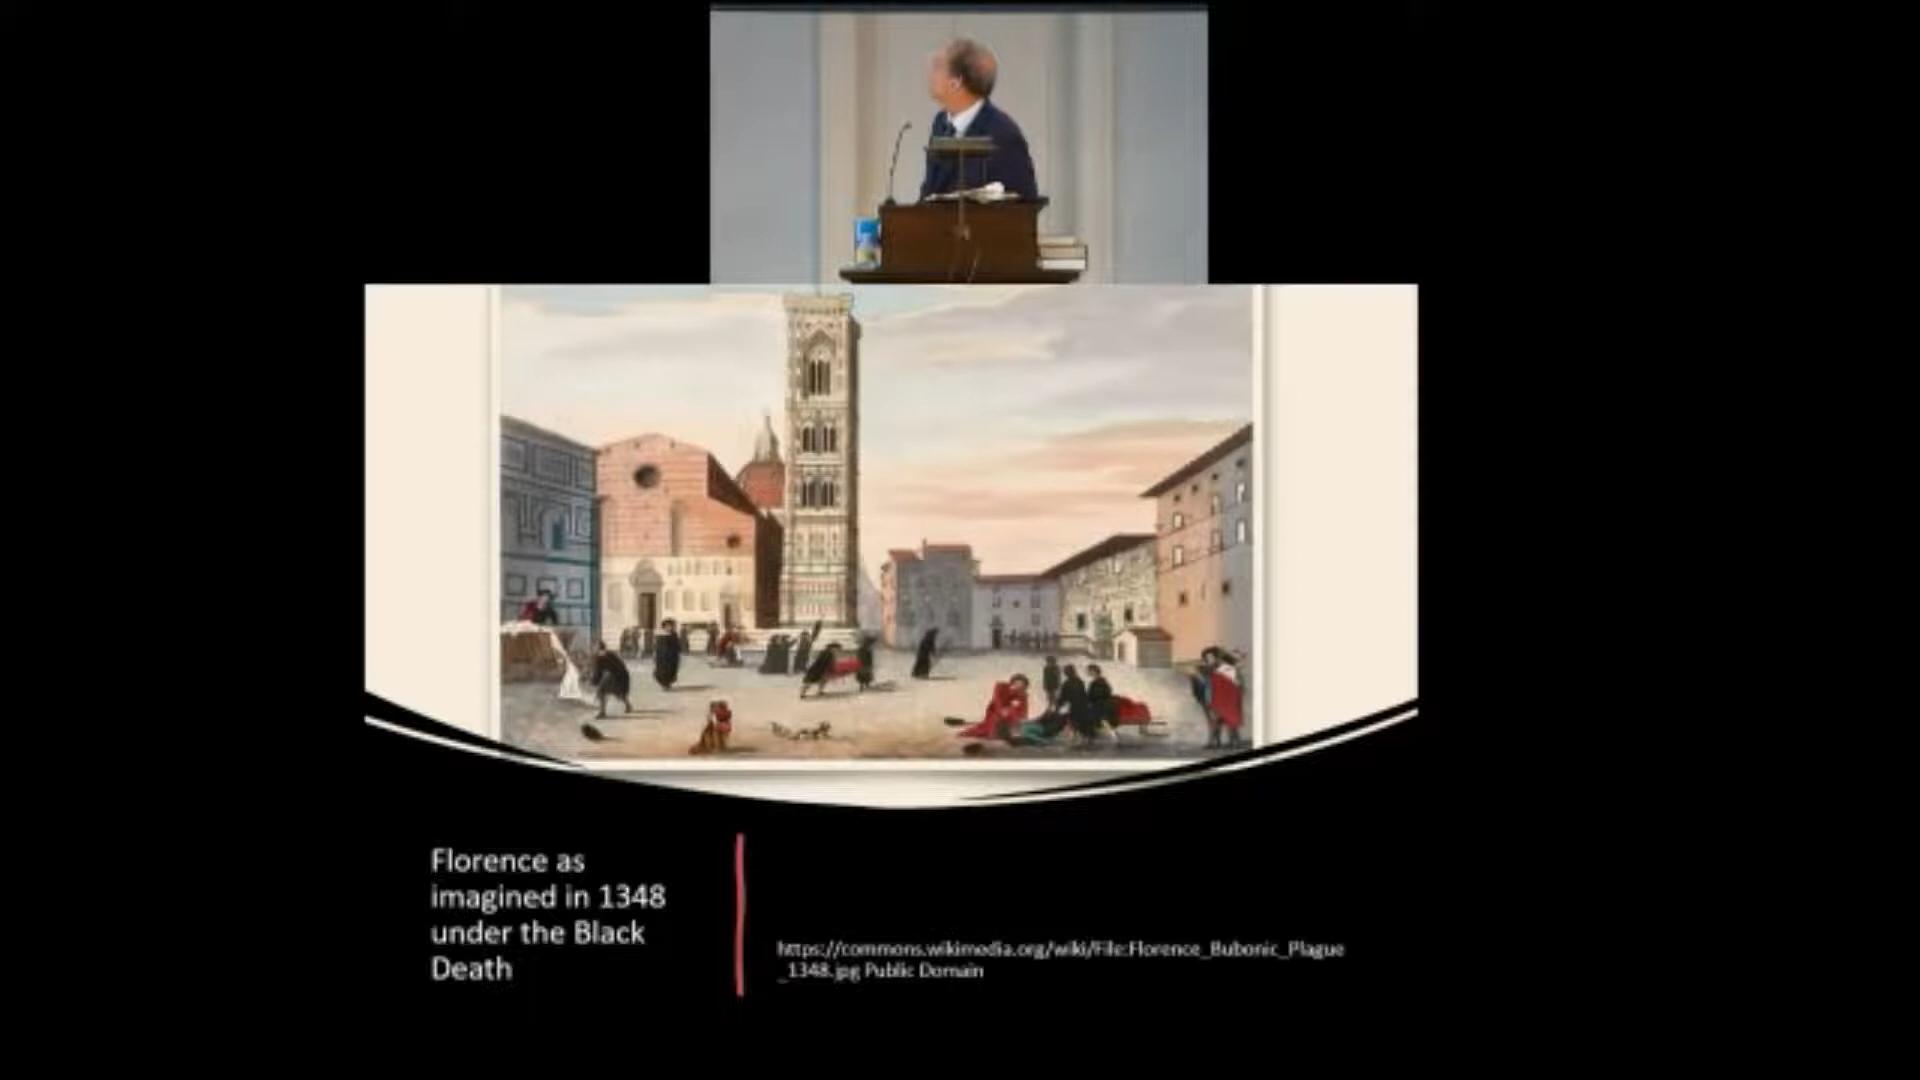 Florence as
imagined in 1348
under the Black
Death
https://commons.wikimedia.org/wiki/File:Florence_Bubonic_Plague
_1348.jpg Public Domain